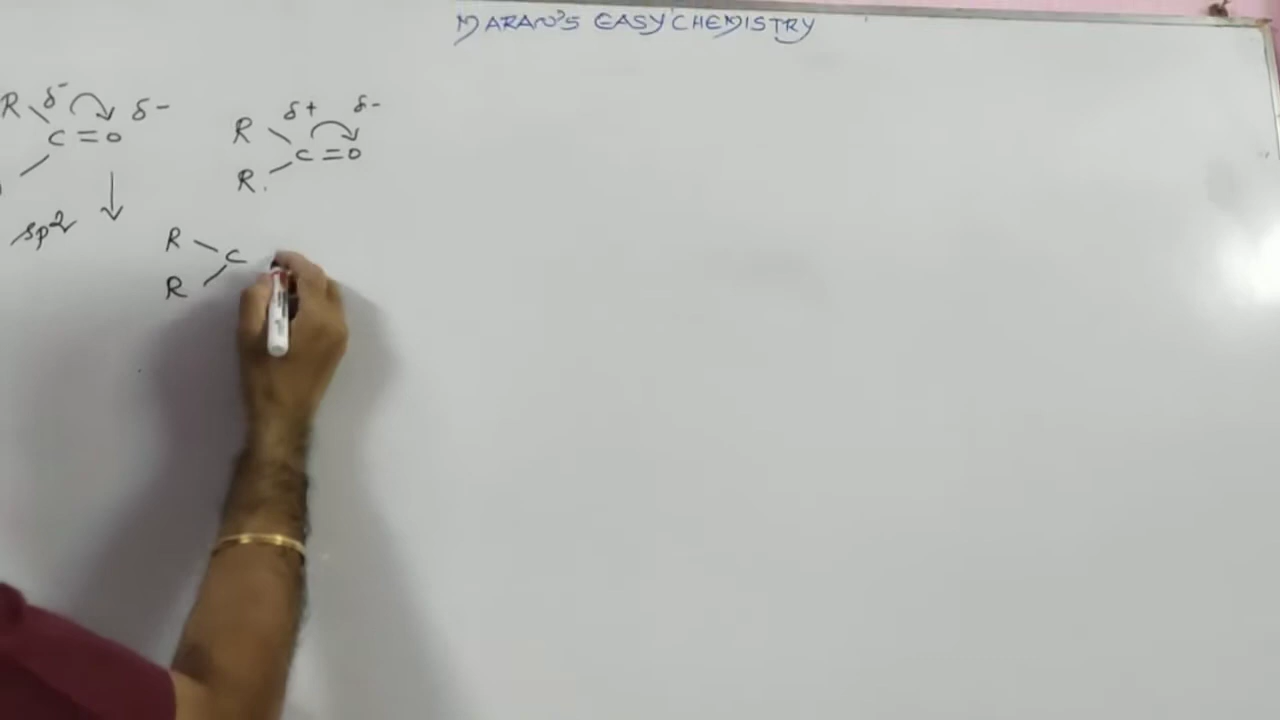 MARAN'S EASY CHEMISTRY
R δ- δ-
C=O
sp2
δ+ δ-
R
C=O
R.
R
C
R